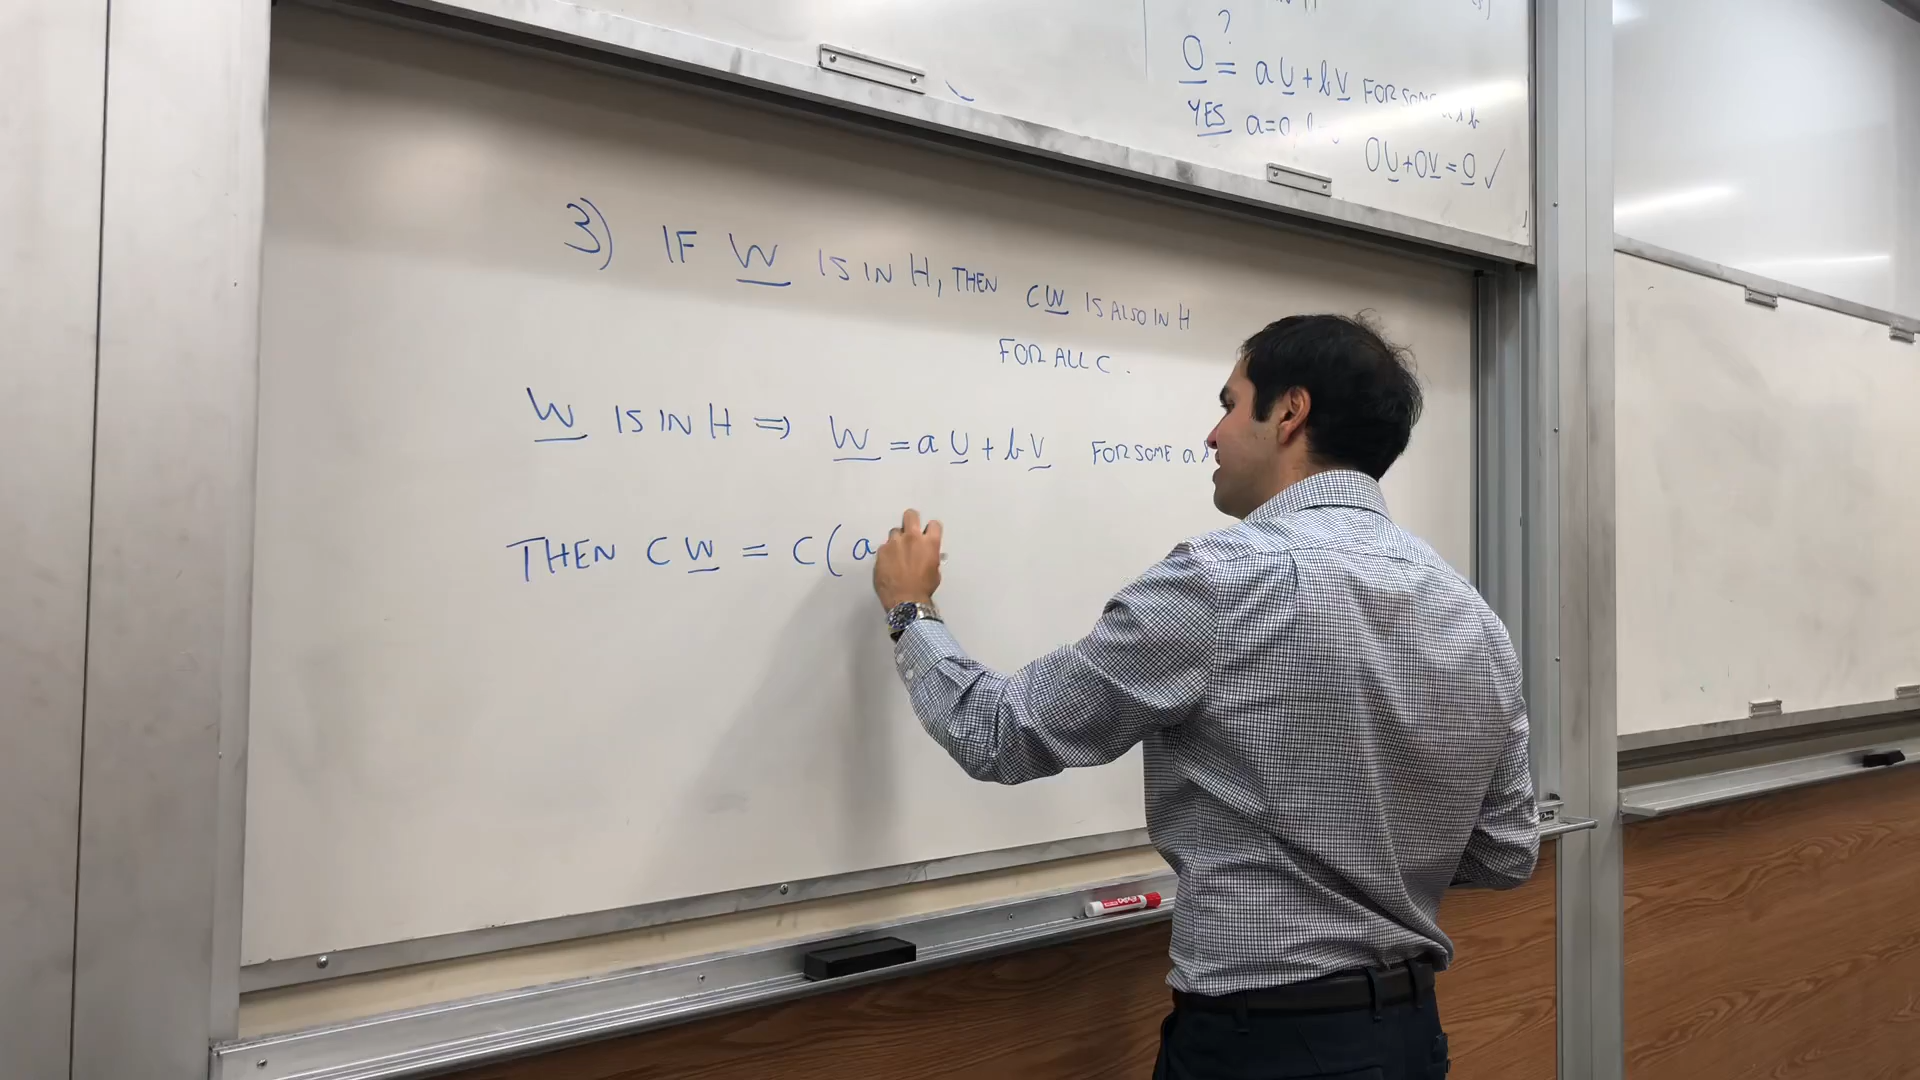 ?
0 = au + bv FOR SOME
YES a=0,
0u+0v=0 ✓
3) IF w IS IN H, THEN cw IS ALSO IN H
FOR ALL c.
w IS IN H ⇒ w = au + bv FOR SOME a
THEN cw = c(a